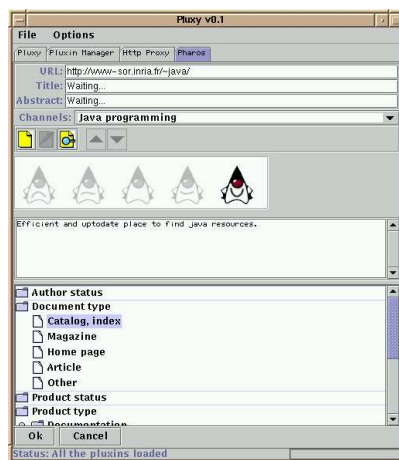 Pluxy v0.1
File Options
Pluxy Pluxin Manager Http Proxy Pharos
URL: http://www-sor.inria.fr/~java/
Title: Waiting...
Abstract: Waiting...
Channels: Java programming
Efficient and uptodate place to find java resources.
Author status
Document type
Catalog, index
Magazine
Home page
Article
Other
Product status
Product type
Documentation
Ok Cancel
Status: All the pluxins loaded